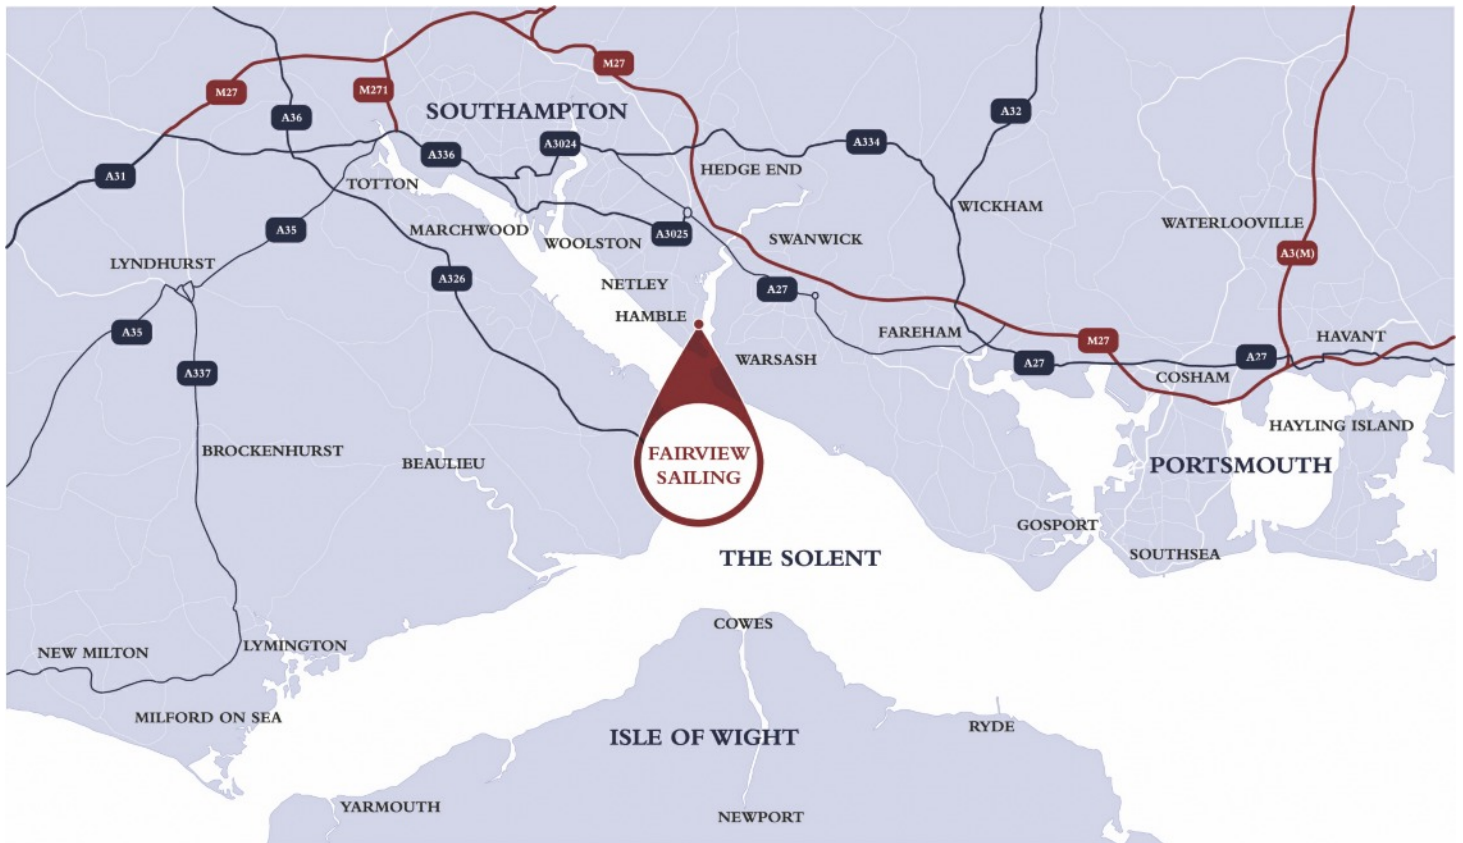 M27
M27
M271
A36
SOUTHAMPTON
A32
A3024
A334
A336
A31
HEDGE END
TOTTON
WICKHAM
A35
MARCHWOOD
WATERLOOVILLE
A3025
SWANWICK
WOOLSTON
A3(M)
LYNDHURST
A326
NETLEY
A27
HAMBLE
A35
FAREHAM
M27
HAVANT
WARSASH
A27
A27
A337
COSHAM
HAYLING ISLAND
BROCKENHURST
FAIRVIEW
SAILING
BEAULIEU
PORTSMOUTH
GOSPORT
THE SOLENT
SOUTHSEA
COWES
LYMINGTON
NEW MILTON
MILFORD ON SEA
RYDE
ISLE OF WIGHT
YARMOUTH
NEWPORT